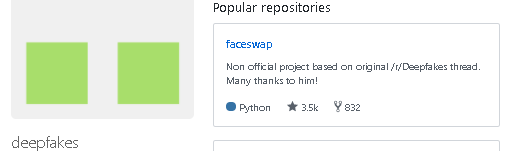 Popular repositories
faceswap
Non official project based on original /r/Deepfakes thread.
Many thanks to him!
Python 3.5k 832
deepfakes